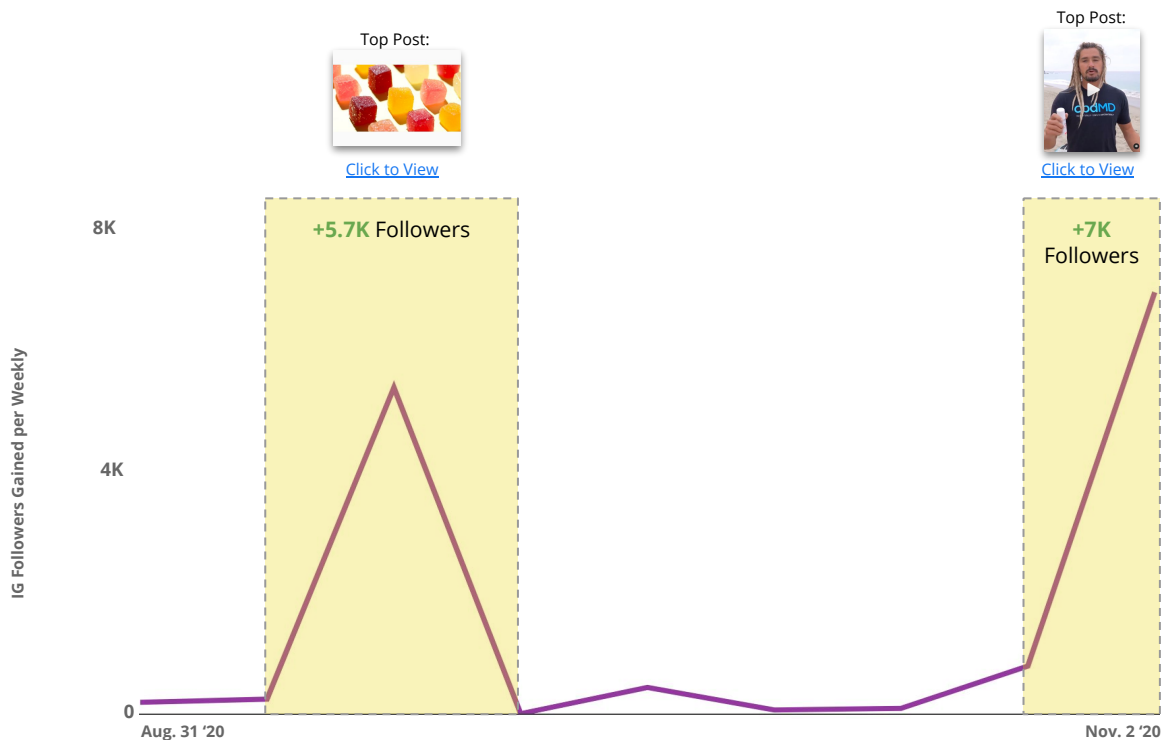 Top Post:
Top Post:
cbdMD
Click to View
Click to View
8K
+5.7K Followers
+7K
Followers
IG Followers Gained per Weekly
4K
0
Aug. 31 ‘20
Nov. 2 ‘20